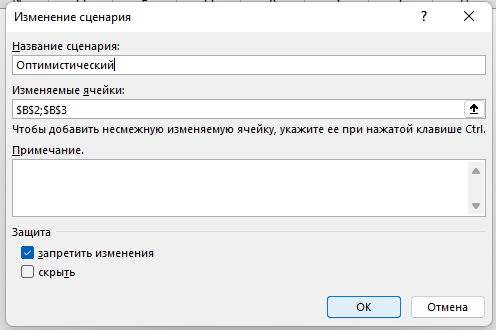 Изменение сценария
?
Название сценария:
Оптимистический
Изменяемые ячейки:
$B$2;$B$3
Чтобы добавить несмежную изменяемую ячейку, укажите ее при нажатой клавише Ctrl.
Примечание.
Защита
запретить изменения
скрыть
ОК Отмена